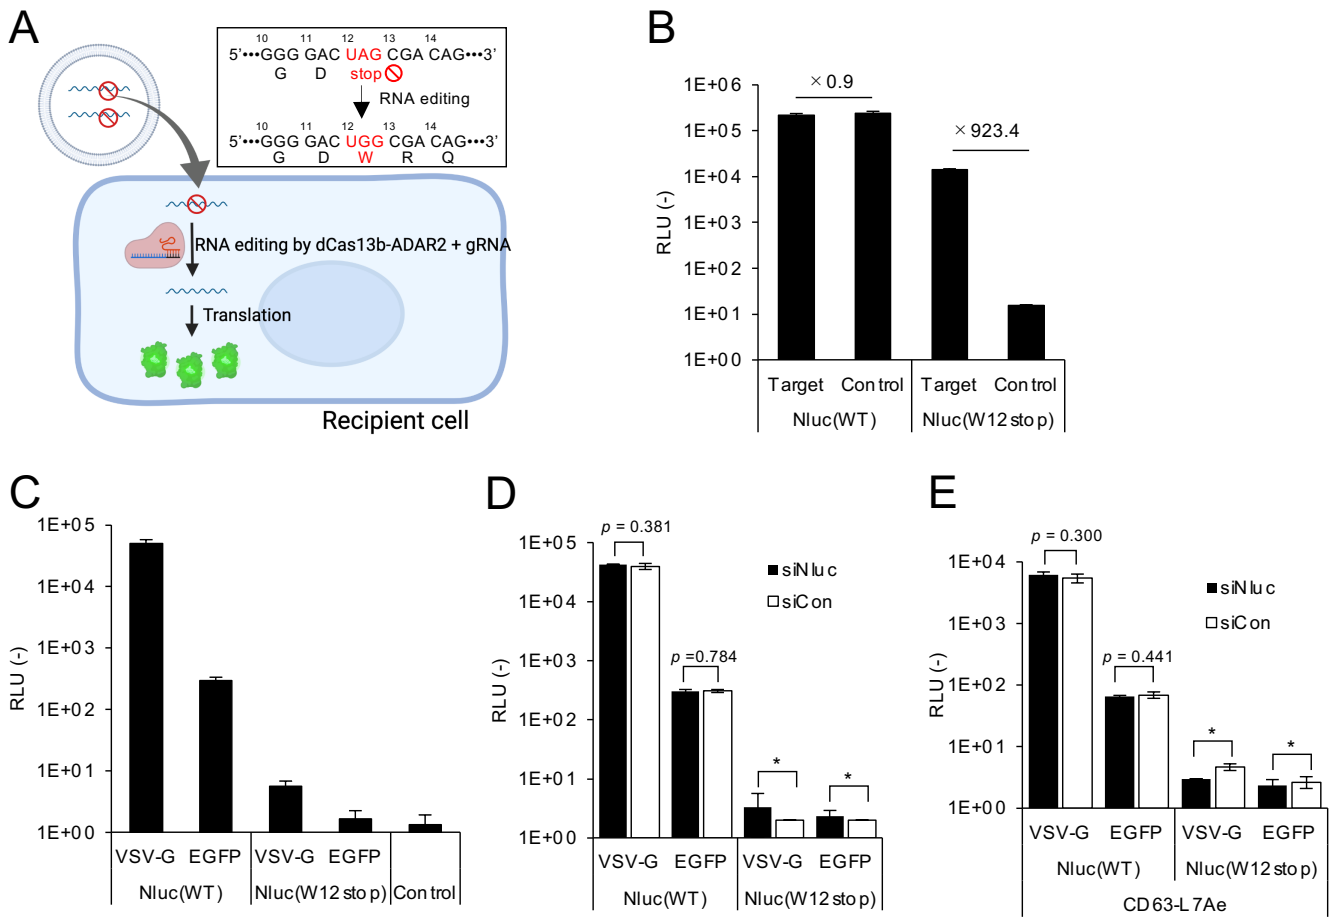 A
10 11 12 13 14
5'•••GGG GAC UAG CGA CAG•••3'
G D stop
RNA editing
10 11 12 13 14
5'•••GGG GAC UGG CGA CAG•••3'
G D W R Q
RNA editing by dCas13b-ADAR2 + gRNA
Translation
Recipient cell
B
RLU (-)
1E+06
1E+05
1E+04
1E+03
1E+02
1E+01
1E+00
×0.9
×923.4
Target Control Target Control
Nluc(WT) Nluc(W12stop)
C
RLU (-)
1E+05
1E+04
1E+03
1E+02
1E+01
1E+00
VSV-G EGFP VSV-G EGFP
Nluc(WT) Nluc(W12stop) Control
D
RLU (-)
1E+05
1E+04
1E+03
1E+02
1E+01
1E+00
p = 0.381
p =0.784
*
*
siNluc
siCon
VSV-G EGFP VSV-G EGFP
Nluc(WT) Nluc(W12stop)
E
RLU (-)
1E+04
1E+03
1E+02
1E+01
1E+00
p = 0.300
p = 0.441
*
*
siNluc
siCon
VSV-G EGFP VSV-G EGFP
Nluc(WT) Nluc(W12stop)
CD63-L7Ae